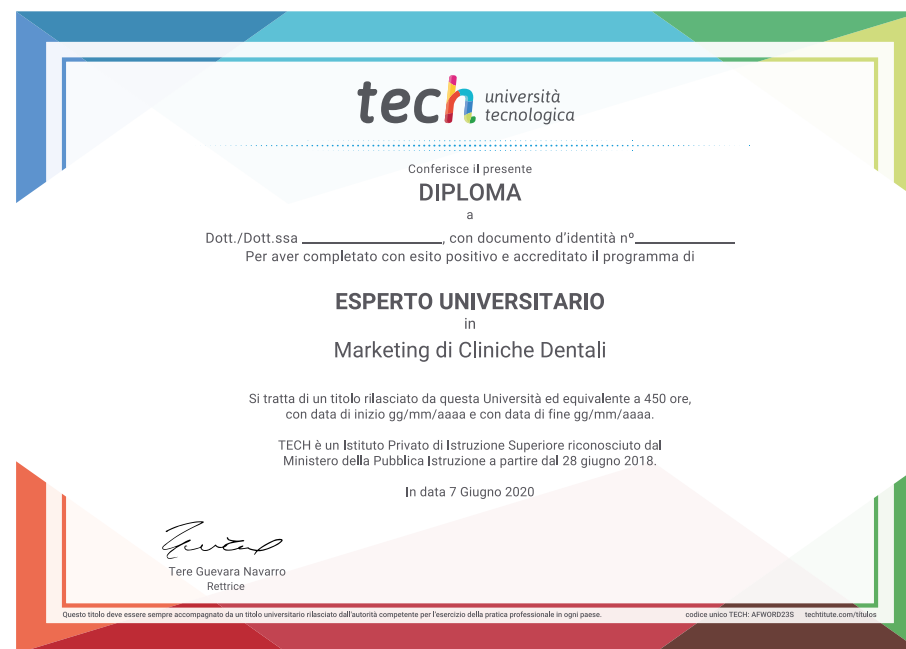 tech università
tecnologica
Conferisce il presente
DIPLOMA
a
Dott./Dott.ssa ____________________, con documento d'identità nº______________
Per aver completato con esito positivo e accreditato il programma di
ESPERTO UNIVERSITARIO
in
Marketing di Cliniche Dentali
Si tratta di un titolo rilasciato da questa Università ed equivalente a 450 ore,
con data di inizio gg/mm/aaaa e con data di fine gg/mm/aaaa.
TECH è un Istituto Privato di Istruzione Superiore riconosciuto dal
Ministero della Pubblica Istruzione a partire dal 28 giugno 2018.
In data 7 Giugno 2020
Tere Guevara Navarro
Rettrice
Questo titolo deve essere sempre accompagnato da un titolo universitario rilasciato dall'autorità competente per l'esercizio della pratica professionale in ogni paese. codice unico TECH: AFWORD23S techtitute.com/titulos